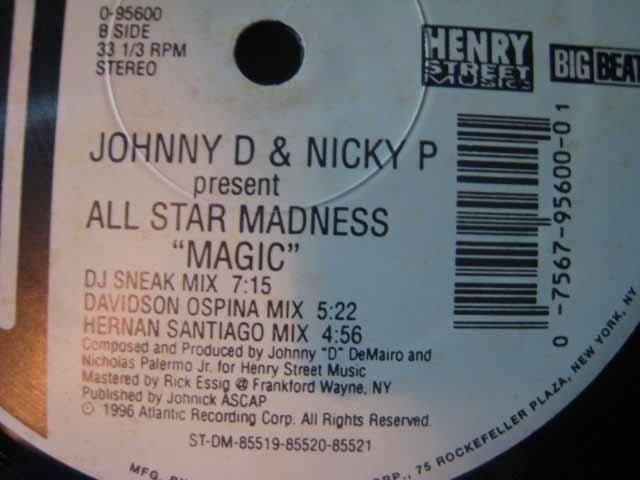 0-95600
B SIDE
33 1/3 RPM
STEREO
HENRY
STREET
MUSIC
BIG BEAT
JOHNNY D & NICKY P
present
ALL STAR MADNESS
"MAGIC"
DJ SNEAK MIX 7:15
DAVIDSON OSPINA MIX 5:22
HERNAN SANTIAGO MIX 4:56
Composed and Produced by Johnny "D" DeMairo and
Nicholas Palermo Jr. for Henry Street Music
Mastered by Rick Essig @ Frankford Wayne, NY
Published by Johnick ASCAP
© 1996 Atlantic Recording Corp. All Rights Reserved.
ST-DM-85519-85520-85521
0 -7567-95600-0 1
MFG.
75 ROCKEFELLER PLAZA, NEW YORK, NY